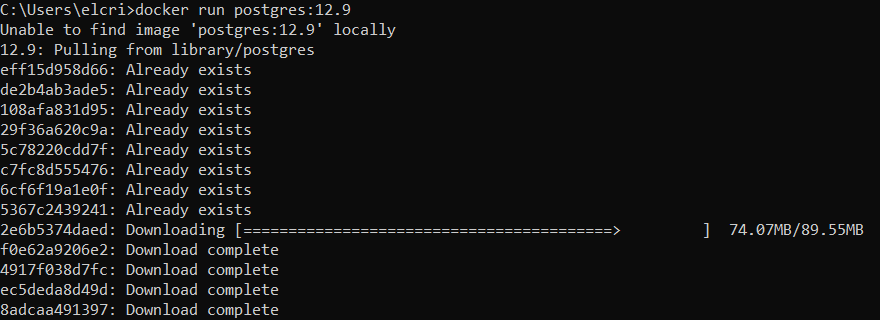 C:\Users\elcri>docker run postgres:12.9
Unable to find image 'postgres:12.9' locally
12.9: Pulling from library/postgres
eff15d958d66: Already exists
de2b4ab3ade5: Already exists
108afa831d95: Already exists
29f36a620c9a: Already exists
5c78220cdd7f: Already exists
c7fc8d555476: Already exists
6cf6f19a1e0f: Already exists
5367c2439241: Already exists
2e6b5374daed: Downloading [=========================================>         ]  74.07MB/89.55MB
f0e62a9206e2: Download complete
4917f038d7fc: Download complete
ec5deda8d49d: Download complete
8adcaa491397: Download complete